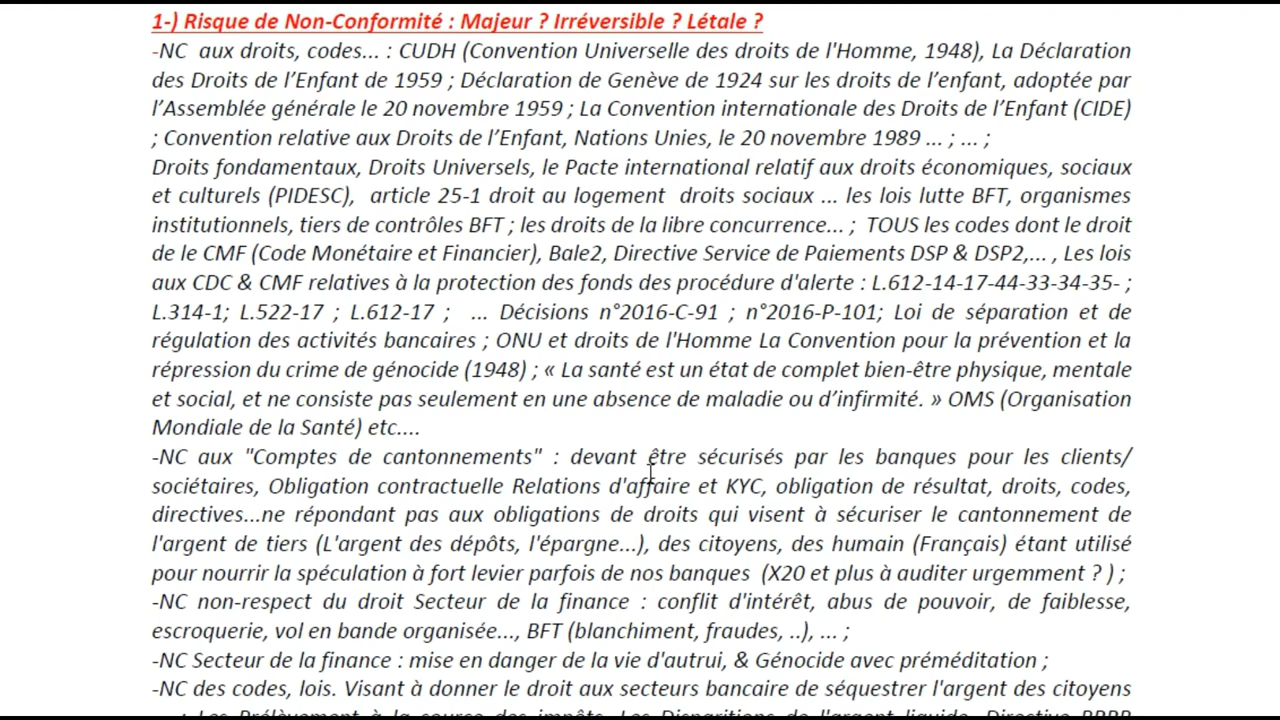 1-) Risque de Non-Conformité : Majeur ? Irréversible ? Létale ?
-NC aux droits, codes... : CUDH (Convention Universelle des droits de l'Homme, 1948), La Déclaration
des Droits de l’Enfant de 1959 ; Déclaration de Genève de 1924 sur les droits de l’enfant, adoptée par
l’Assemblée générale le 20 novembre 1959 ; La Convention internationale des Droits de l’Enfant (CIDE)
; Convention relative aux Droits de l’Enfant, Nations Unies, le 20 novembre 1989 ... ; ... ;
Droits fondamentaux, Droits Universels, le Pacte international relatif aux droits économiques, sociaux
et culturels (PIDESC), article 25-1 droit au logement droits sociaux ... les lois lutte BFT, organismes
institutionnels, tiers de contrôles BFT ; les droits de la libre concurrence... ; TOUS les codes dont le droit
de le CMF (Code Monétaire et Financier), Bale2, Directive Service de Paiements DSP & DSP2,... , Les lois
aux CDC & CMF relatives à la protection des fonds des procédure d'alerte : L.612-14-17-44-33-34-35- ;
L.314-1; L.522-17 ; L.612-17 ; ... Décisions n°2016-C-91 ; n°2016-P-101; Loi de séparation et de
régulation des activités bancaires ; ONU et droits de l'Homme La Convention pour la prévention et la
répression du crime de génocide (1948) ; « La santé est un état de complet bien-être physique, mentale
et social, et ne consiste pas seulement en une absence de maladie ou d’infirmité. » OMS (Organisation
Mondiale de la Santé) etc....
-NC aux "Comptes de cantonnements" : devant être sécurisés par les banques pour les clients/
sociétaires, Obligation contractuelle Relations d'affaire et KYC, obligation de résultat, droits, codes,
directives...ne répondant pas aux obligations de droits qui visent à sécuriser le cantonnement de
l'argent de tiers (L'argent des dépôts, l'épargne...), des citoyens, des humain (Français) étant utilisé
pour nourrir la spéculation à fort levier parfois de nos banques (X20 et plus à auditer urgemment ? ) ;
-NC non-respect du droit Secteur de la finance : conflit d'intérêt, abus de pouvoir, de faiblesse,
escroquerie, vol en bande organisée..., BFT (blanchiment, fraudes, ..), ... ;
-NC Secteur de la finance : mise en danger de la vie d'autrui, & Génocide avec préméditation ;
-NC des codes, lois. Visant à donner le droit aux secteurs bancaire de séquestrer l'argent des citoyens
: Les Prélèvement à la source des impôts, Les Disparitions de l'argent liquide, Directive